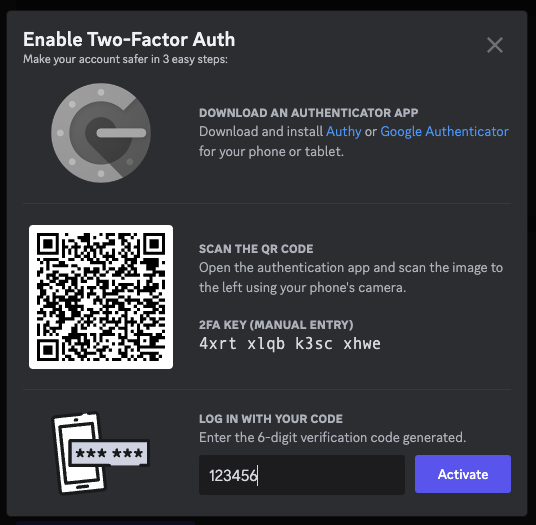 Enable Two-Factor Auth
Make your account safer in 3 easy steps:
DOWNLOAD AN AUTHENTICATOR APP
Download and install Authy or Google Authenticator
for your phone or tablet.
SCAN THE QR CODE
Open the authentication app and scan the image to
the left using your phone's camera.
2FA KEY (MANUAL ENTRY)
4xrt xlqb k3sc xhwe
*** ***
LOG IN WITH YOUR CODE
Enter the 6-digit verification code generated.
123456
Activate